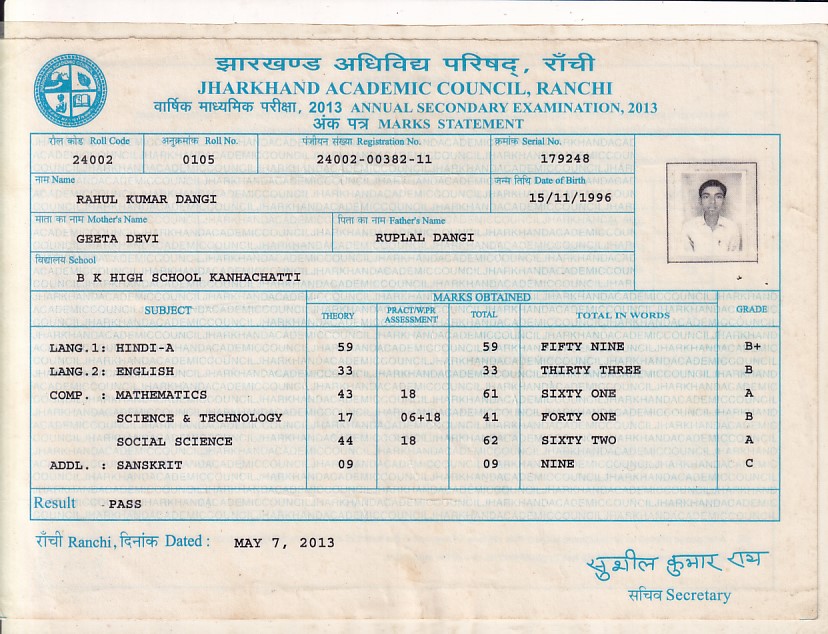 झारखण्ड अधिविद्य परिषद्, राँची
JHARKHAND ACADEMIC COUNCIL, RANCHI
वार्षिक माध्यमिक परीक्षा, 2013 ANNUAL SECONDARY EXAMINATION, 2013
अंक पत्र MARKS STATEMENT
रौल कोड Roll Code अनुक्रमांक Roll No. पंजीयन संख्या Registration No. क्रमांक Serial No.
24002 0105 24002-00382-11 179248
नाम Name जन्म तिथि Date of Birth
RAHUL KUMAR DANGI 15/11/1996
माता का नाम Mother's Name पिता का नाम Father's Name
GEETA DEVI RUPLAL DANGI
विद्यालय School
B K HIGH SCHOOL KANHACHATTI
MARKS OBTAINED
SUBJECT THEORY PRACT/W.PR ASSESSMENT TOTAL TOTAL IN WORDS GRADE
LANG.1: HINDI-A 59 59 FIFTY NINE B+
LANG.2: ENGLISH 33 33 THIRTY THREE B
COMP. : MATHEMATICS 43 18 61 SIXTY ONE A
SCIENCE & TECHNOLOGY 17 06+18 41 FORTY ONE B
SOCIAL SCIENCE 44 18 62 SIXTY TWO A
ADDL. : SANSKRIT 09 09 NINE C
Result PASS
राँची Ranchi, दिनांक Dated : MAY 7, 2013
सुशील कुमार राय
सचिव Secretary